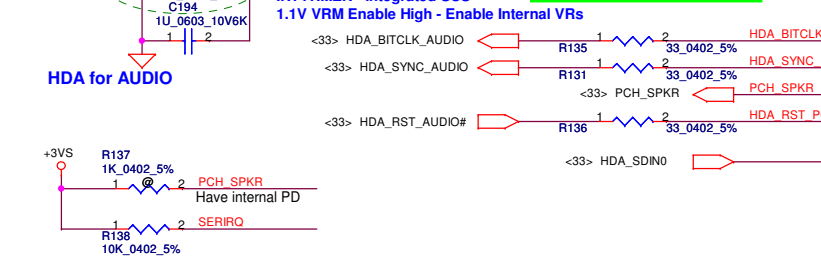 C194
1U_0603_10V6K
1 2
HDA for AUDIO
1.1V VRM Enable High - Enable Internal VRs
<33> HDA_BITCLK_AUDIO
R135
1 2
33_0402_5%
HDA_BITCLK
<33> HDA_SYNC_AUDIO
R131
1 2
33_0402_5%
HDA_SYNC_
<33> PCH_SPKR
PCH_SPKR
<33> HDA_RST_AUDIO#
R136
1 2
33_0402_5%
HDA_RST_P
<33> HDA_SDIN0
+3VS
R137
1K_0402_5%
1 @ 2 PCH_SPKR
Have internal PD
1 2 SERIRQ
R138
10K_0402_5%